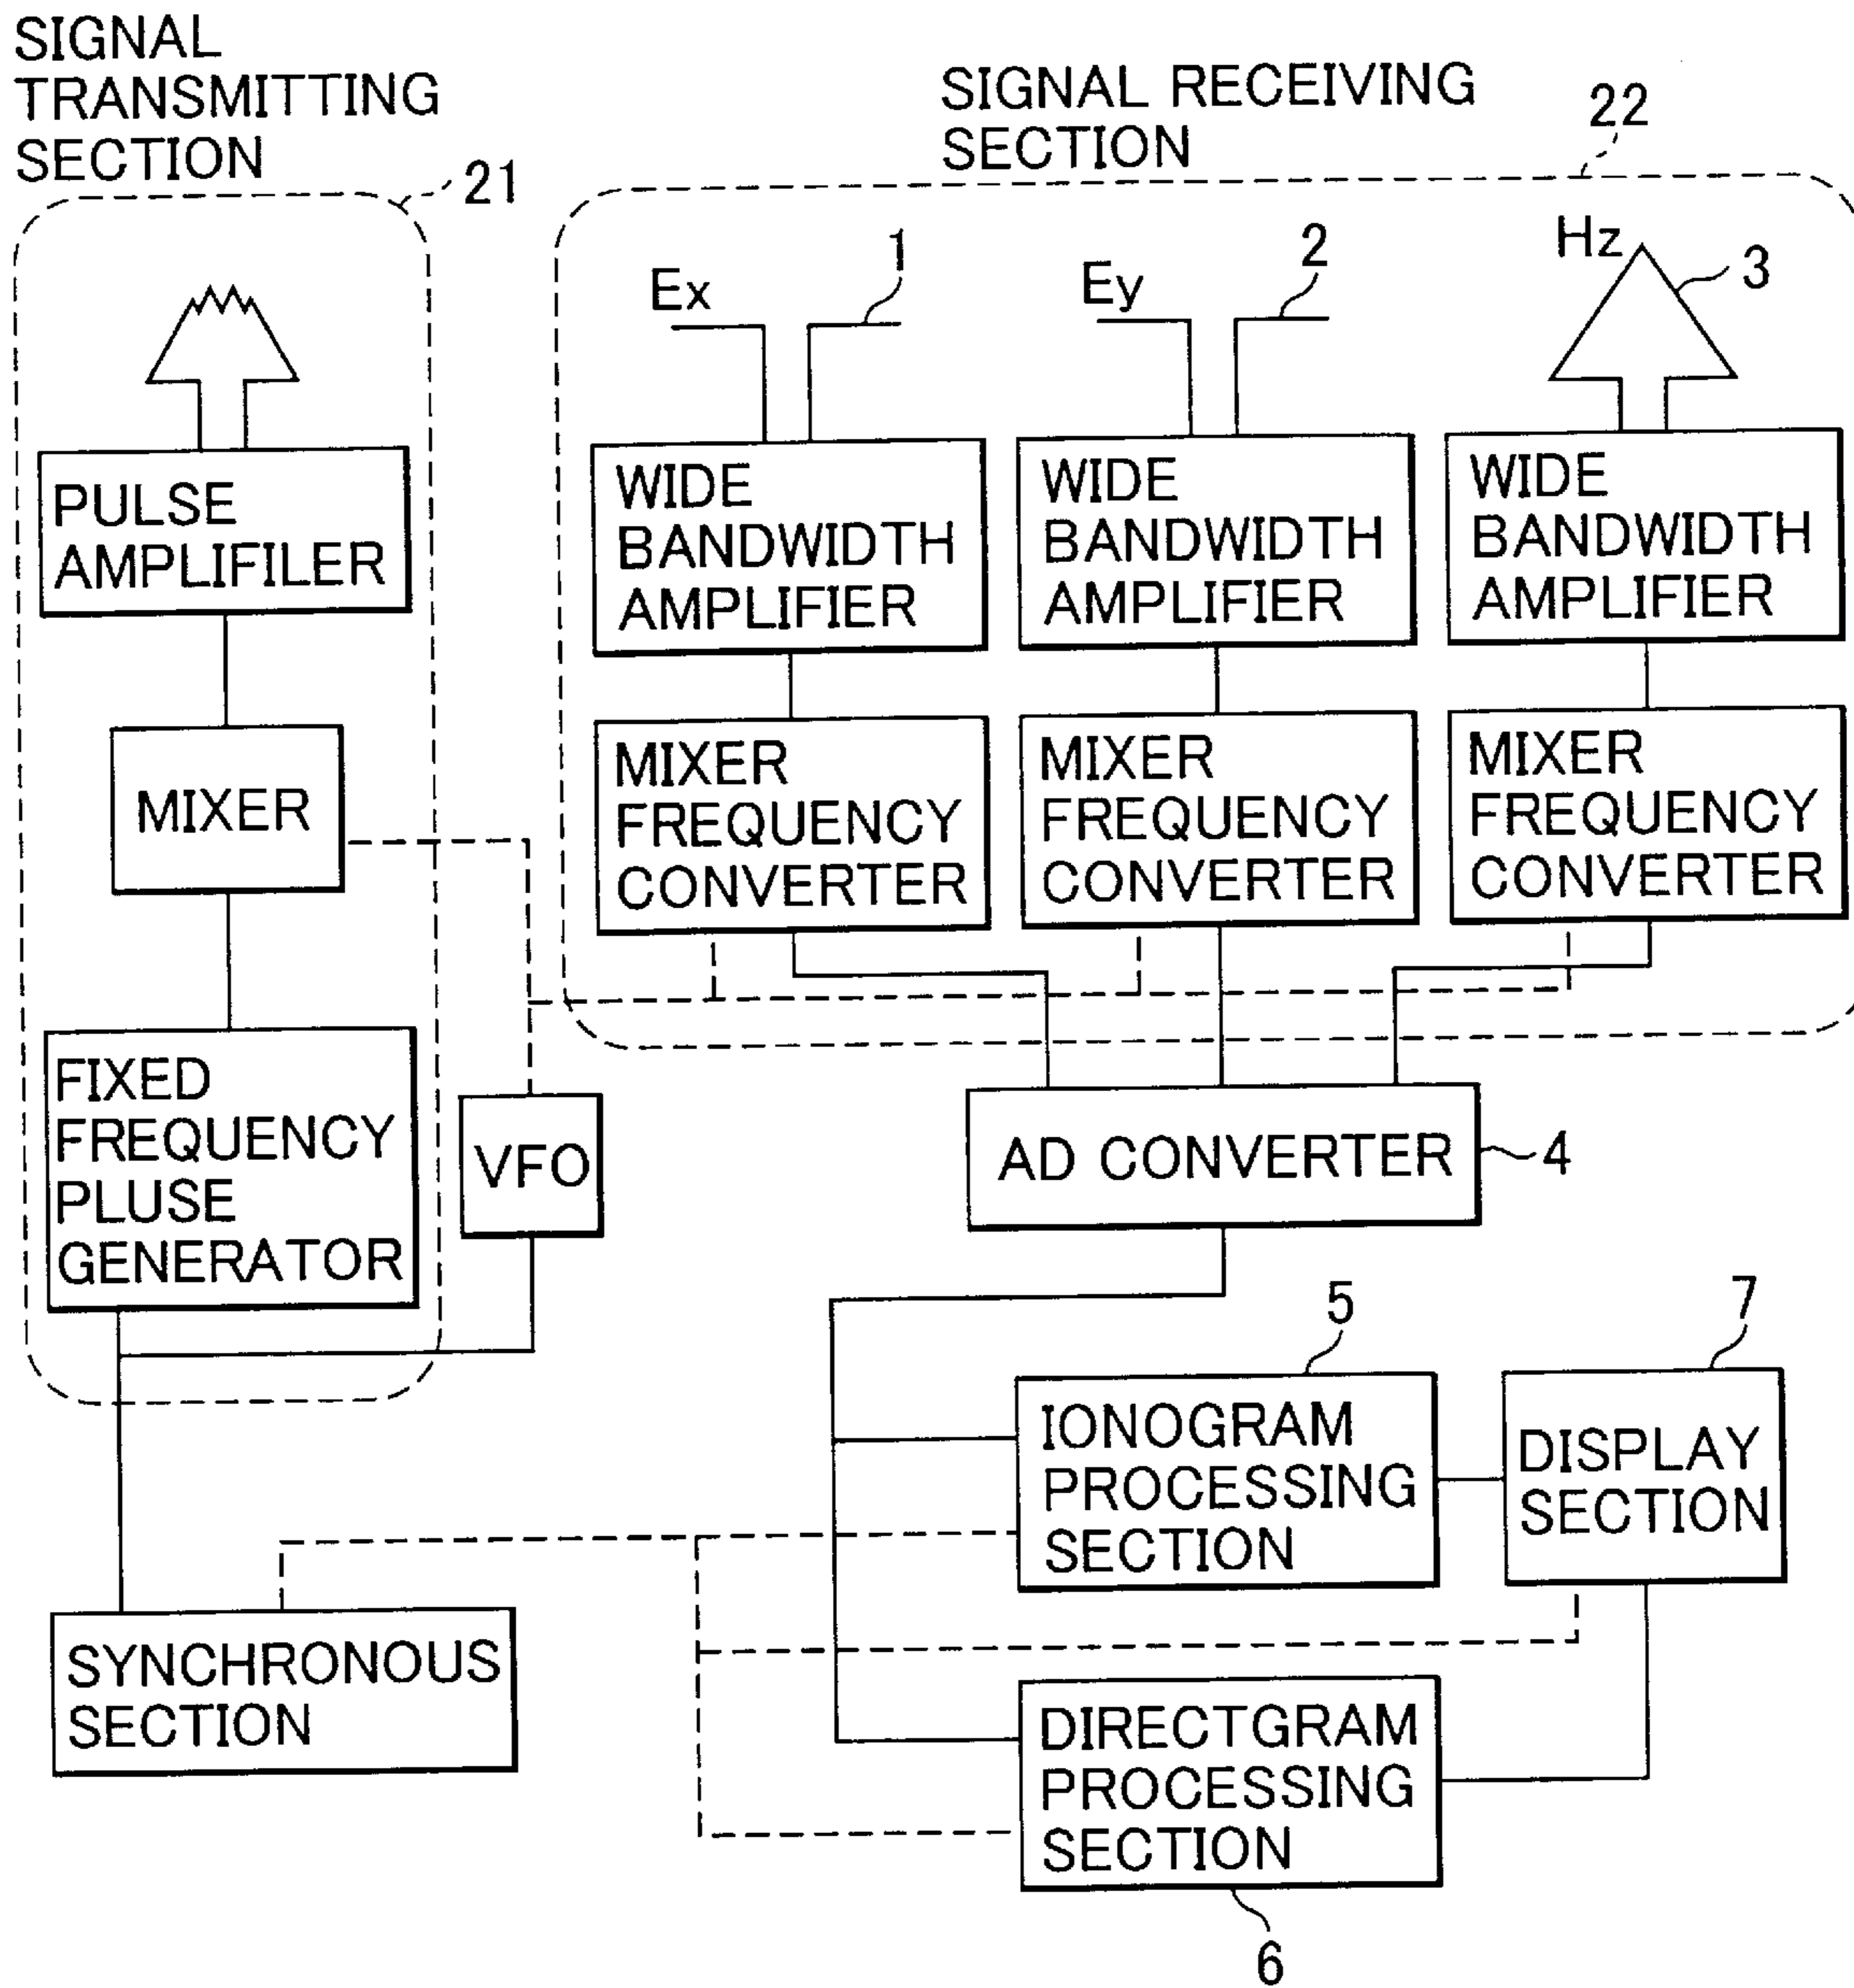 SIGNAL
TRANSMITTING
SECTION
21
SIGNAL RECEIVING
SECTION
22
Ex
1
Ey
2
Hz
3
PULSE
AMPLIFILER
WIDE
BANDWIDTH
AMPLIFIER
WIDE
BANDWIDTH
AMPLIFIER
WIDE
BANDWIDTH
AMPLIFIER
MIXER
MIXER
FREQUENCY
CONVERTER
MIXER
FREQUENCY
CONVERTER
MIXER
FREQUENCY
CONVERTER
FIXED
FREQUENCY
PLUSE
GENERATOR
VFO
AD CONVERTER
4
5
IONOGRAM
PROCESSING
SECTION
7
DISPLAY
SECTION
SYNCHRONOUS
SECTION
DIRECTGRAM
PROCESSING
SECTION
6